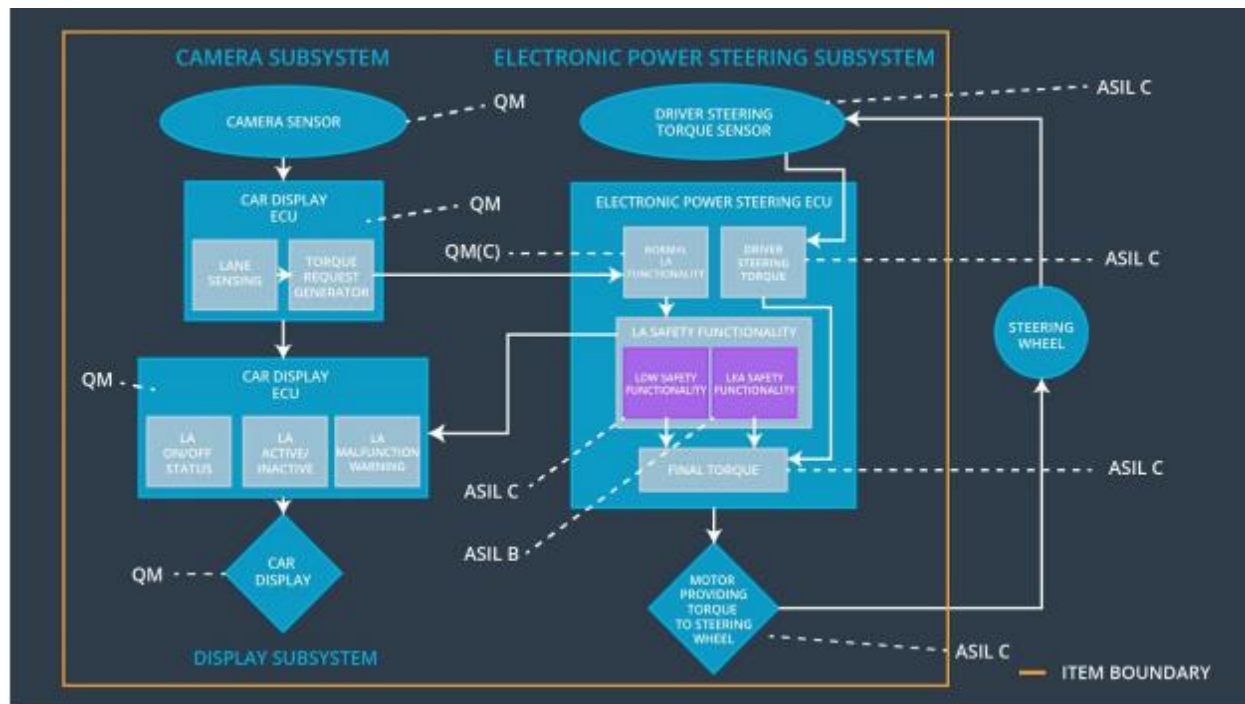 CAMERA SUBSYSTEM
ELECTRONIC POWER STEERING SUBSYSTEM
CAMERA SENSOR
QM
DRIVER STEERING
TORQUE SENSOR
ASIL C
CAR DISPLAY
ECU
QM
LANE
SENSING
TORQUE
REQUEST
GENERATOR
ELECTRONIC POWER STEERING ECU
QM(C)
NORMAL
LA
FUNCTIONALITY
DRIVER
STEERING
TORQUE
ASIL C
STEERING
WHEEL
LA SAFETY FUNCTIONALITY
LDW SAFETY
FUNCTIONALITY
LKA SAFETY
FUNCTIONALITY
QM
CAR DISPLAY
ECU
LA
ON/OFF
STATUS
LA
ACTIVE/
INACTIVE
LA
MALFUNCTION
WARNING
FINAL TORQUE
ASIL C
ASIL C
ASIL B
QM
CAR
DISPLAY
MOTOR
PROVIDING
TORQUE
TO STEERING
WHEEL
ASIL C
DISPLAY SUBSYSTEM
ITEM BOUNDARY